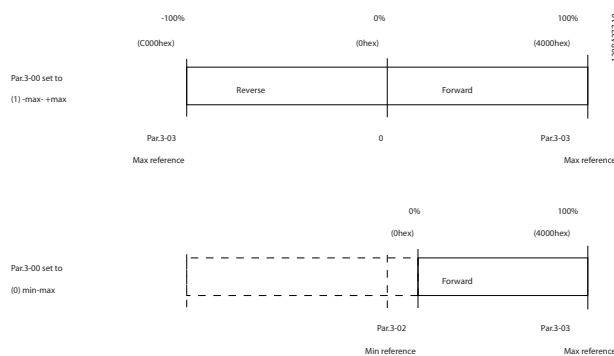 -100% 0% 100%
(C000hex) (0hex) (4000hex)
Par.3-00 set to
(1) -max- +max
Reverse Forward
Par.3-03 0 Par.3-03
Max reference Max reference
0% 100%
(0hex) (4000hex)
Par.3-00 set to
(0) min-max
Forward
Par.3-02 Par.3-03
Min reference Max reference